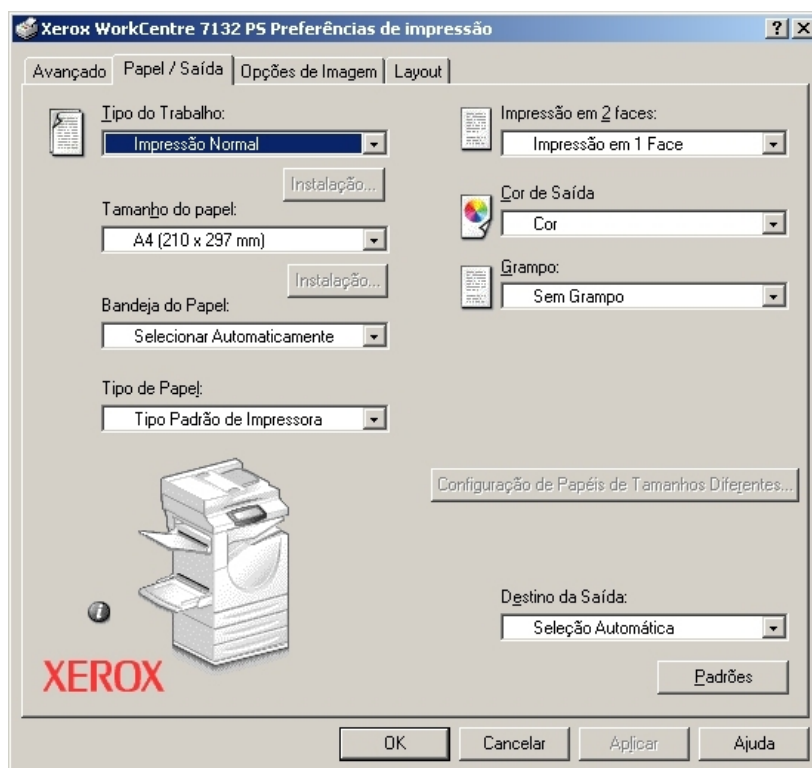 Xerox WorkCentre 7132 PS Preferências de impressão
Avançado
Papel / Saída
Opções de Imagem
Layout
Tipo do Trabalho:
Impressão Normal
Instalação...
Tamanho do papel:
A4 (210 x 297 mm)
Instalação...
Bandeja do Papel:
Selecionar Automaticamente
Tipo de Papel:
Tipo Padrão de Impressora
Impressão em 2 faces:
Impressão em 1 Face
Cor de Saída
Cor
Grampo:
Sem Grampo
Configuração de Papéis de Tamanhos Diferentes...
Destino da Saída:
Seleção Automática
XEROX
Padrões
OK
Cancelar
Aplicar
Ajuda